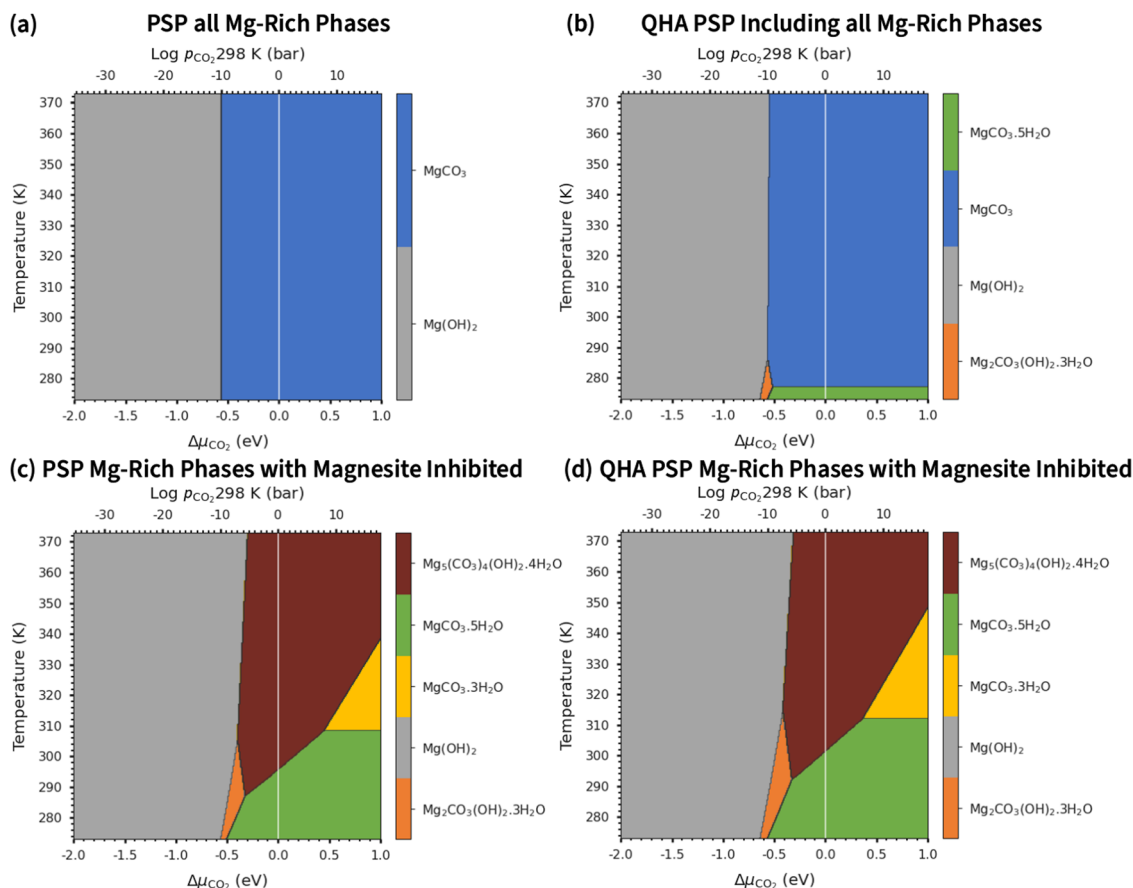 (a) PSP all Mg-Rich Phases
Log pCO₂298 K (bar)
-30 -20 -10 0 10
370
360
350
340
330
320
310
300
290
280
Temperature (K)
-2.0 -1.5 -1.0 -0.5 0.0 0.5 1.0
ΔμCO₂ (eV)
MgCO₃
Mg(OH)₂
(b) QHA PSP Including all Mg-Rich Phases
Log pCO₂298 K (bar)
-30 -20 -10 0 10
370
360
350
340
330
320
310
300
290
280
Temperature (K)
-2.0 -1.5 -1.0 -0.5 0.0 0.5 1.0
ΔμCO₂ (eV)
MgCO₃.5H₂O
MgCO₃
Mg(OH)₂
Mg₂CO₃(OH)₂.3H₂O
(c) PSP Mg-Rich Phases with Magnesite Inhibited
Log pCO₂298 K (bar)
-30 -20 -10 0 10
370
360
350
340
330
320
310
300
290
280
Temperature (K)
-2.0 -1.5 -1.0 -0.5 0.0 0.5 1.0
ΔμCO₂ (eV)
Mg₅(CO₃)₄(OH)₂.4H₂O
MgCO₃.5H₂O
MgCO₃.3H₂O
Mg(OH)₂
Mg₂CO₃(OH)₂.3H₂O
(d) QHA PSP Mg-Rich Phases with Magnesite Inhibited
Log pCO₂298 K (bar)
-30 -20 -10 0 10
370
360
350
340
330
320
310
300
290
280
Temperature (K)
-2.0 -1.5 -1.0 -0.5 0.0 0.5 1.0
ΔμCO₂ (eV)
Mg₅(CO₃)₄(OH)₂.4H₂O
MgCO₃.5H₂O
MgCO₃.3H₂O
Mg(OH)₂
Mg₂CO₃(OH)₂.3H₂O